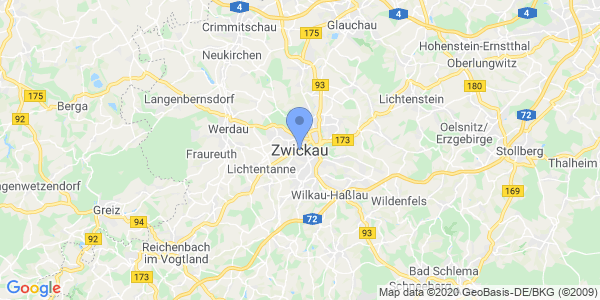 4
Glauchau
4
Crimmitschau
175
4
Hohenstein-Ernstthal
Neukirchen
Oberlungwitz
93
180
175
Langenbernsdorf
Lichtenstein
Berga
92
72
Werdau
Oelsnitz/
Erzgebirge
173
Zwickau
Stollberg
Fraureuth
Lichtentanne
Thalheim
angenwetzendorf
169
Wilkau-Haßlau
Wildenfels
Greiz
94
72
92
93
Reichenbach
im Vogtland
Bad Schlema
173
Schneeberg
Google
Map data ©2020 GeoBasis-DE/BKG (©2009)